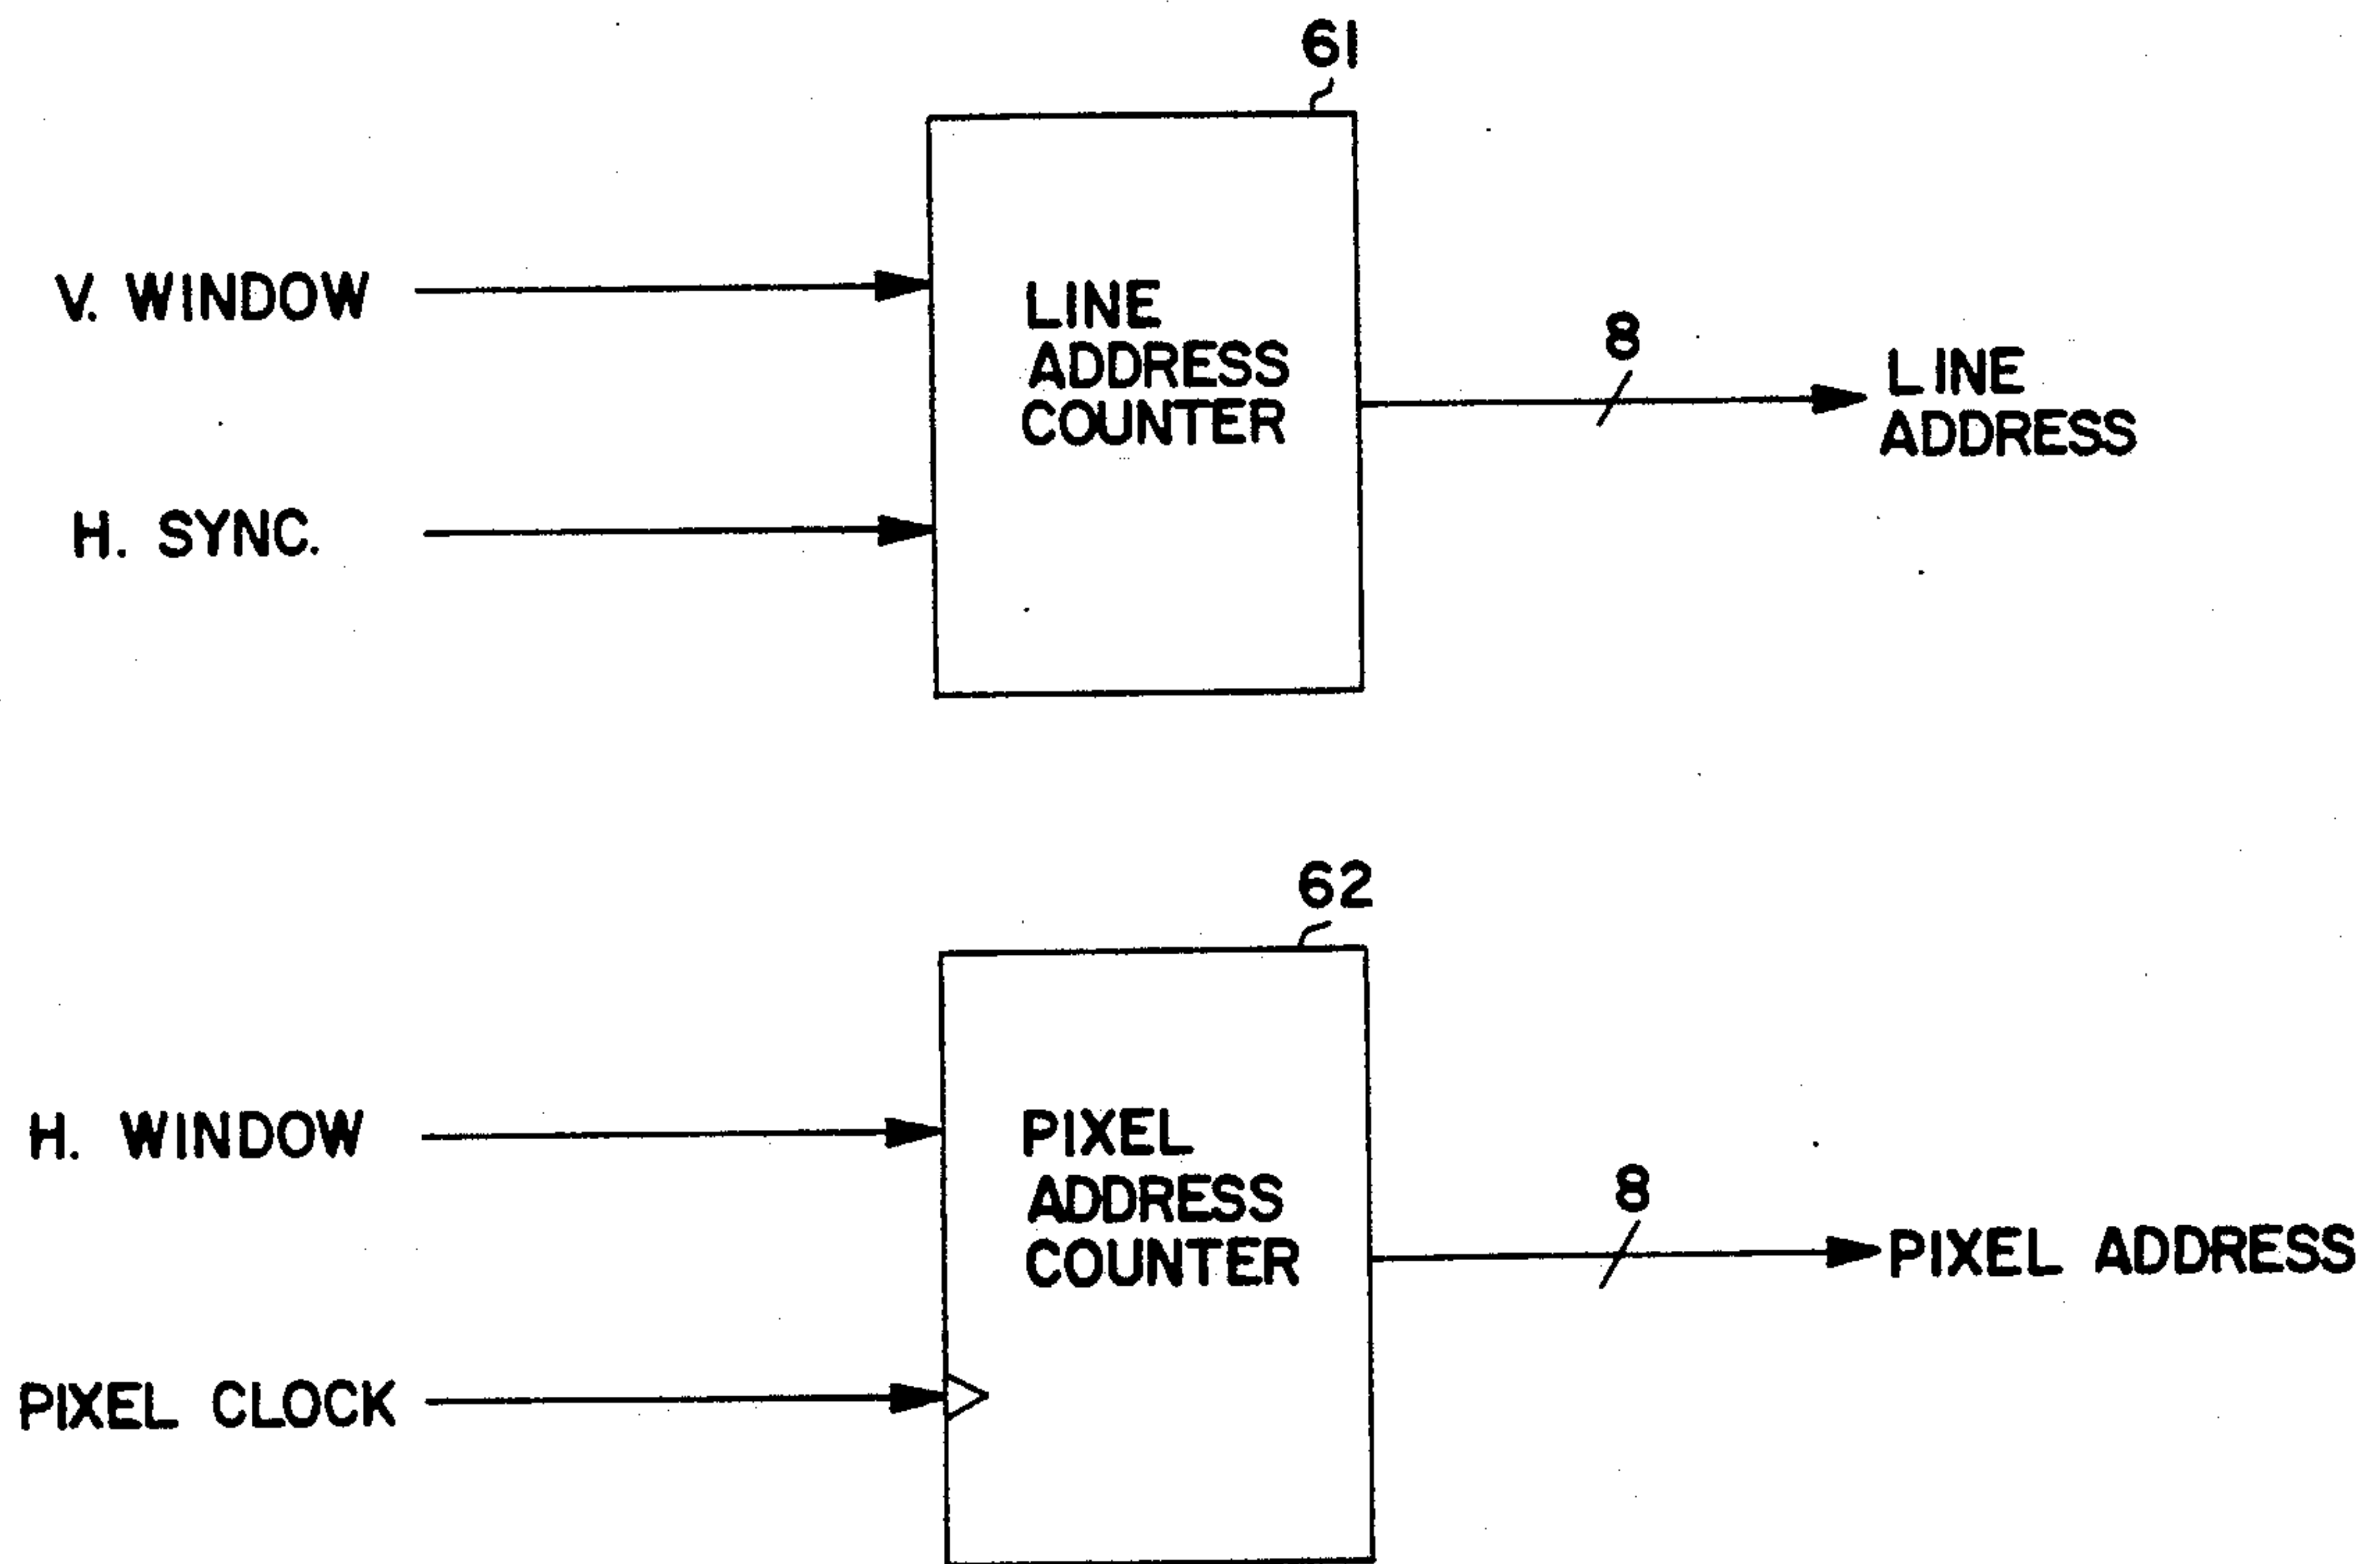 61
V. WINDOW
LINE
ADDRESS
COUNTER
8
LINE
ADDRESS
H. SYNC.
62
H. WINDOW
PIXEL
ADDRESS
COUNTER
8
PIXEL ADDRESS
PIXEL CLOCK